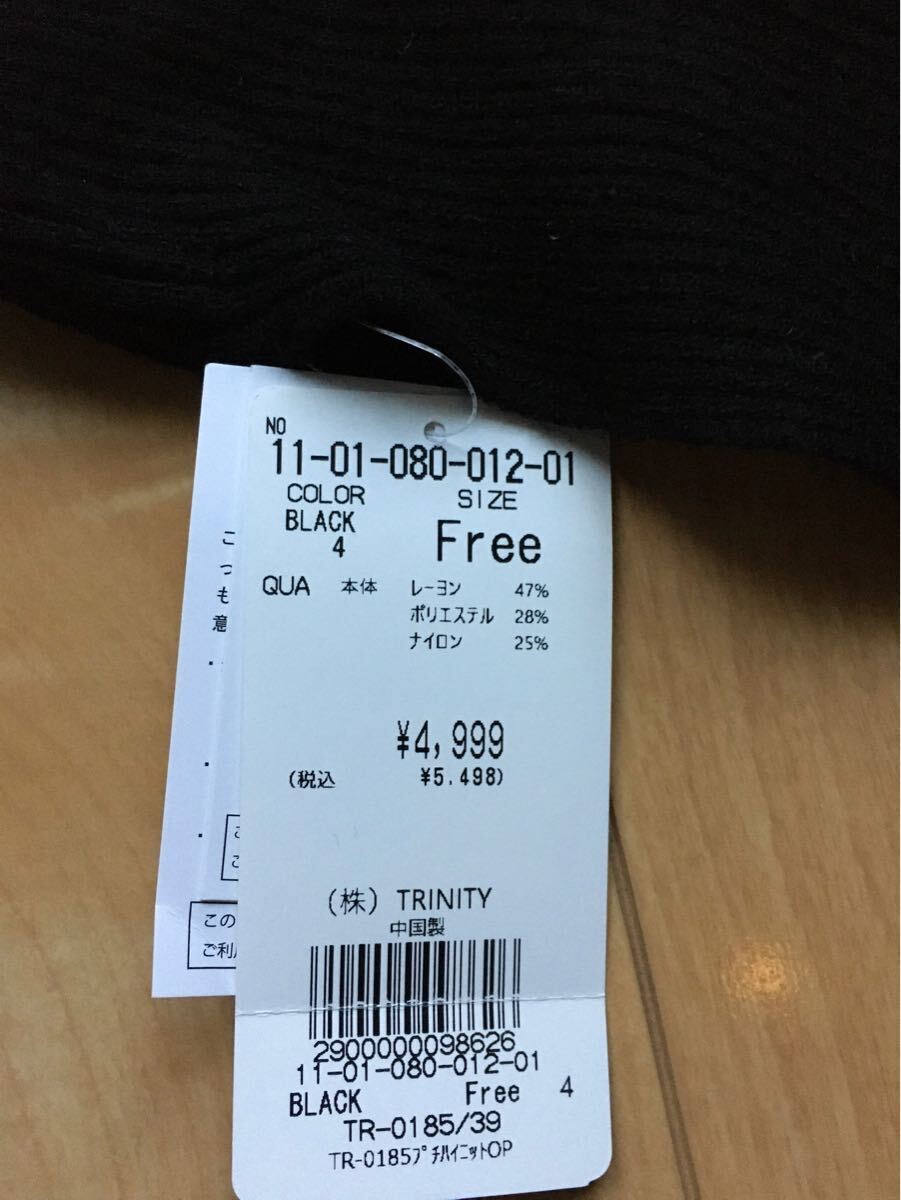 NO
11-01-080-012-01
COLOR SIZE
BLACK Free
4
QUA 本体 レーヨン 47%
ポリエステル 28%
ナイロン 25%
¥4,999
(税込 ¥5.498)
(株) TRINITY
中国製
2900000098626
11-01-080-012-01
BLACK Free 4
TR-0185/39
TR-0185プチハイニットOP
こ
っ
も
意
こ
こ
この
ご利